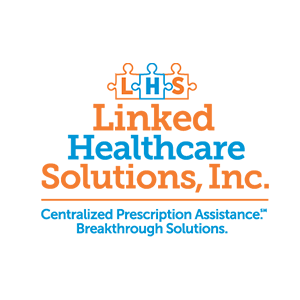 LHS
Linked
Healthcare
Solutions, Inc.
Centralized Prescription Assistance.℠
Breakthrough Solutions.